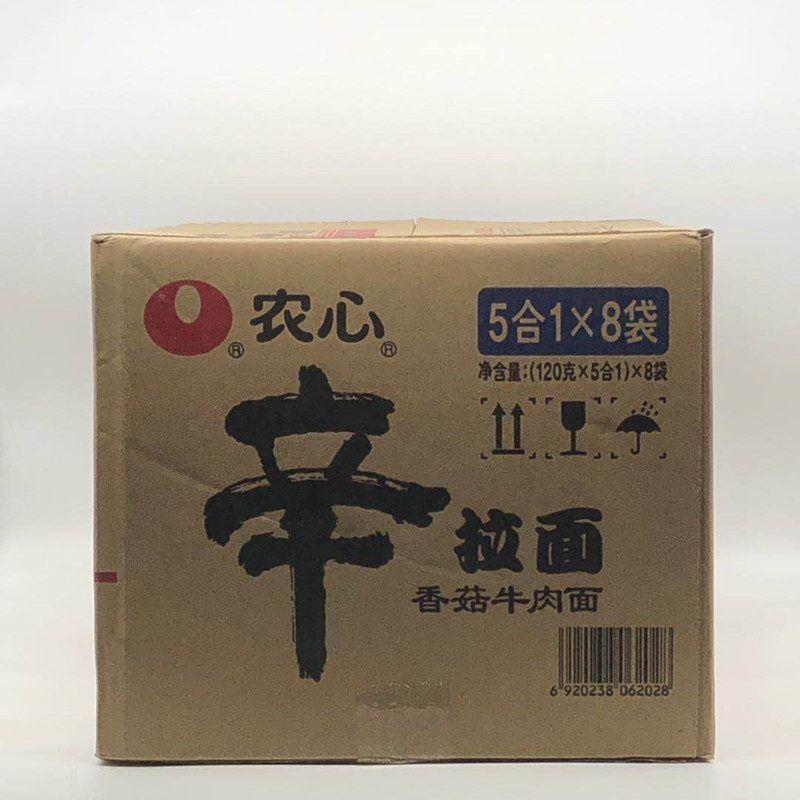 农心
®
®
5合1×8袋
净含量:(120克×5合1)×8袋
辛
拉面
香菇牛肉面
6 920238 062028